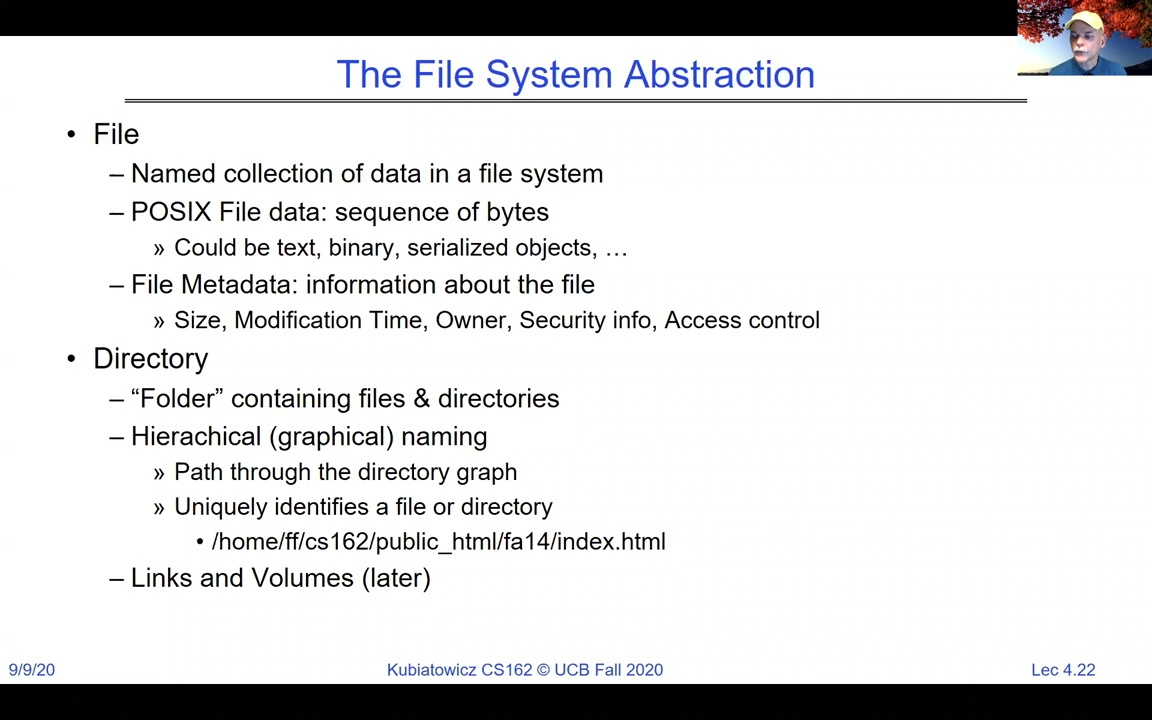 The File System Abstraction
• File
– Named collection of data in a file system
– POSIX File data: sequence of bytes
» Could be text, binary, serialized objects, …
– File Metadata: information about the file
» Size, Modification Time, Owner, Security info, Access control
• Directory
– “Folder” containing files & directories
– Hierachical (graphical) naming
» Path through the directory graph
» Uniquely identifies a file or directory
• /home/ff/cs162/public_html/fa14/index.html
– Links and Volumes (later)
9/9/20 Kubiatowicz CS162 © UCB Fall 2020 Lec 4.22